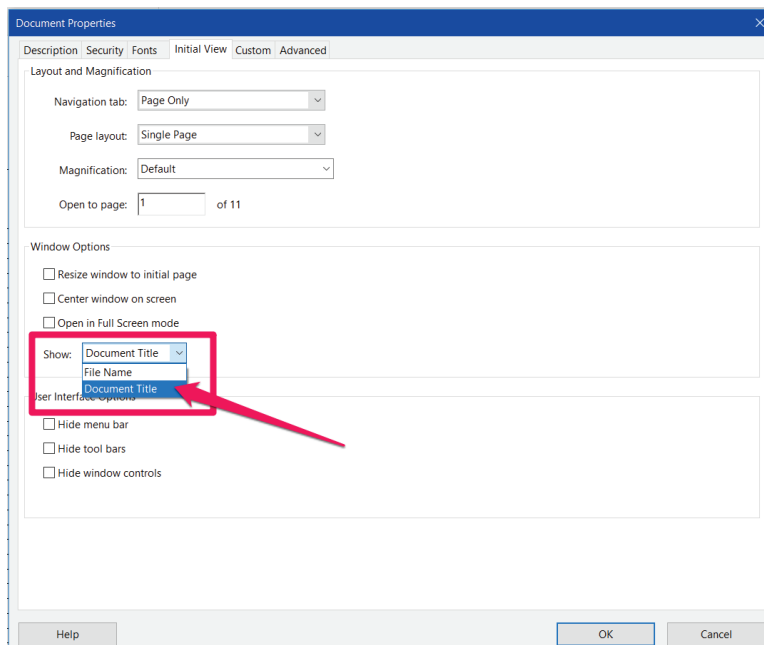 Document Properties
Description Security Fonts Initial View Custom Advanced
Layout and Magnification
Navigation tab: Page Only
Page layout: Single Page
Magnification: Default
Open to page: 1 of 11
Window Options
Resize window to initial page
Center window on screen
Open in Full Screen mode
Show: Document Title
File Name
Document Title
User Interface Options
Hide menu bar
Hide tool bars
Hide window controls
Help OK Cancel